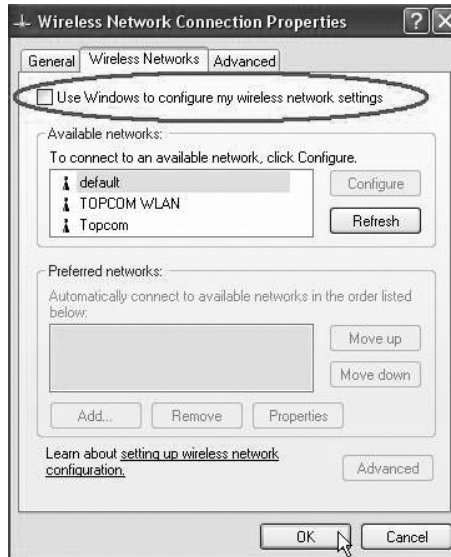 Wireless Network Connection Properties
General Wireless Networks Advanced
Use Windows to configure my wireless network settings
Available networks:
To connect to an available network, click Configure.
default
TOPCOM WLAN
Topcom
Configure
Refresh
Preferred networks:
Automatically connect to available networks in the order listed
below:
Move up
Move down
Add... Remove Properties
Learn about setting up wireless network
configuration.
Advanced
OK Cancel